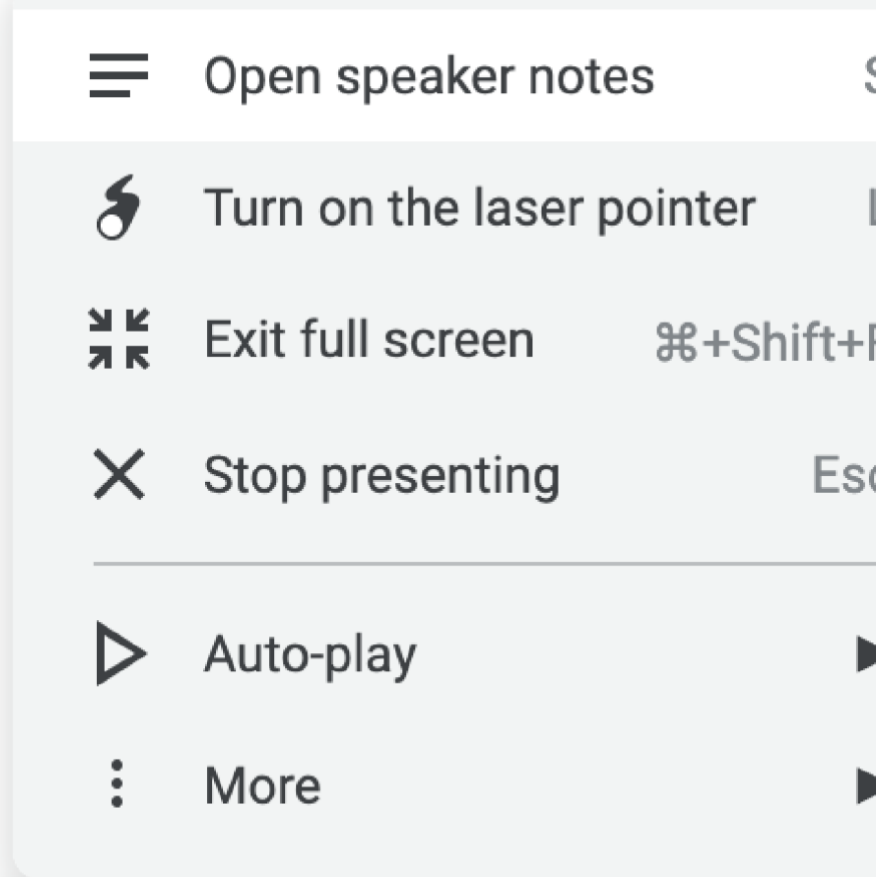 Open speaker notes S
Turn on the laser pointer
Exit full screen ⌘+Shift+F
Stop presenting Esc
Auto-play
More